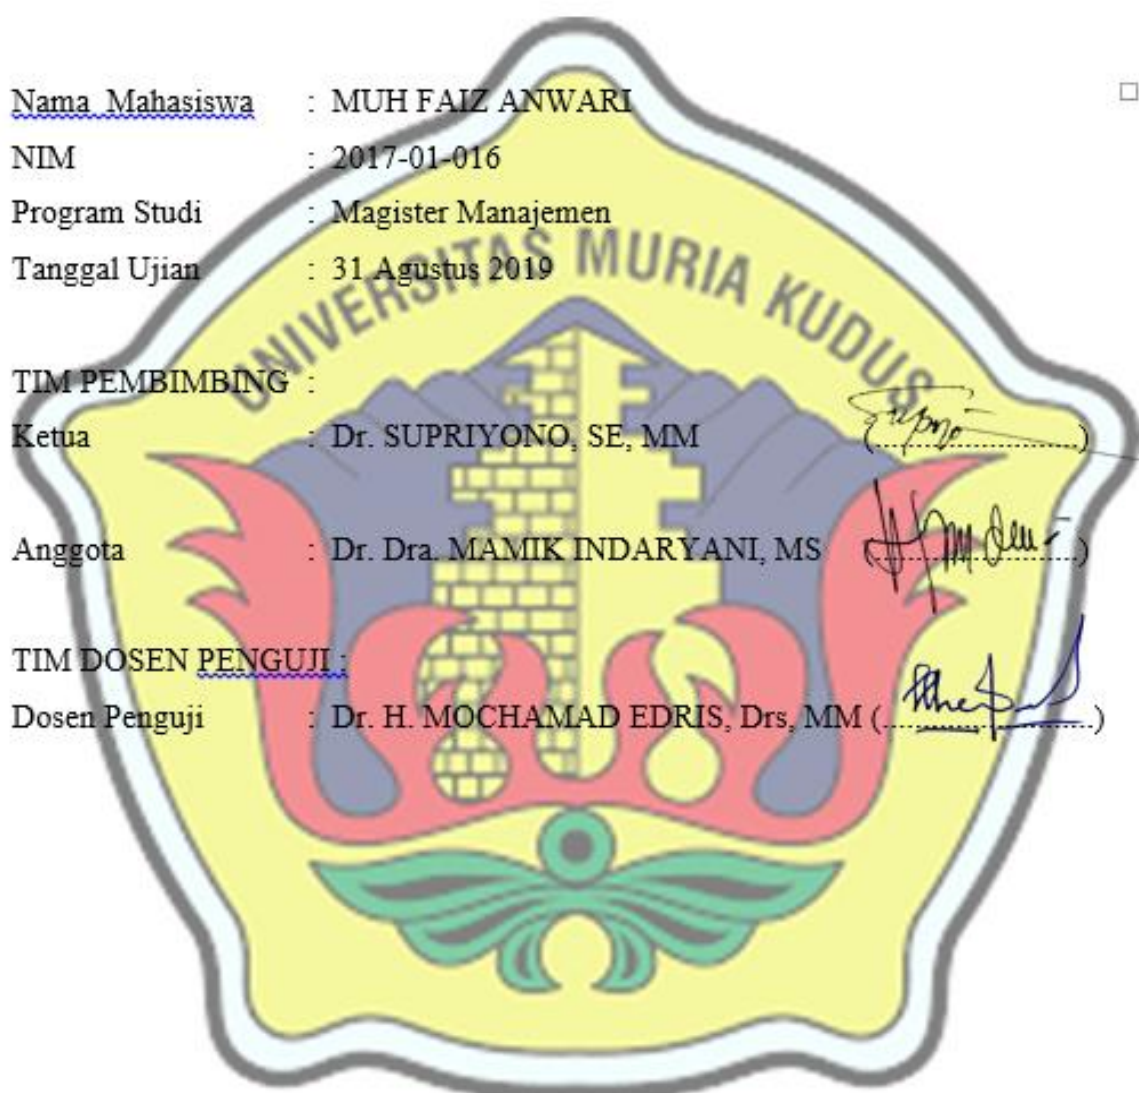 Nama Mahasiswa : MUH FAIZ ANWARI
NIM : 2017-01-016
Program Studi : Magister Manajemen
Tanggal Ujian : 31 Agustus 2019
UNIVERSITAS MURIA KUDUS
TIM PEMBIMBING :
Ketua : Dr. SUPRIYONO, SE, MM (..............................)
Anggota : Dr. Dra. MAMIK INDARYANI, MS (..............................)
TIM DOSEN PENGUJI :
Dosen Penguji : Dr. H. MOCHAMAD EDRIS, Drs, MM (..............................)